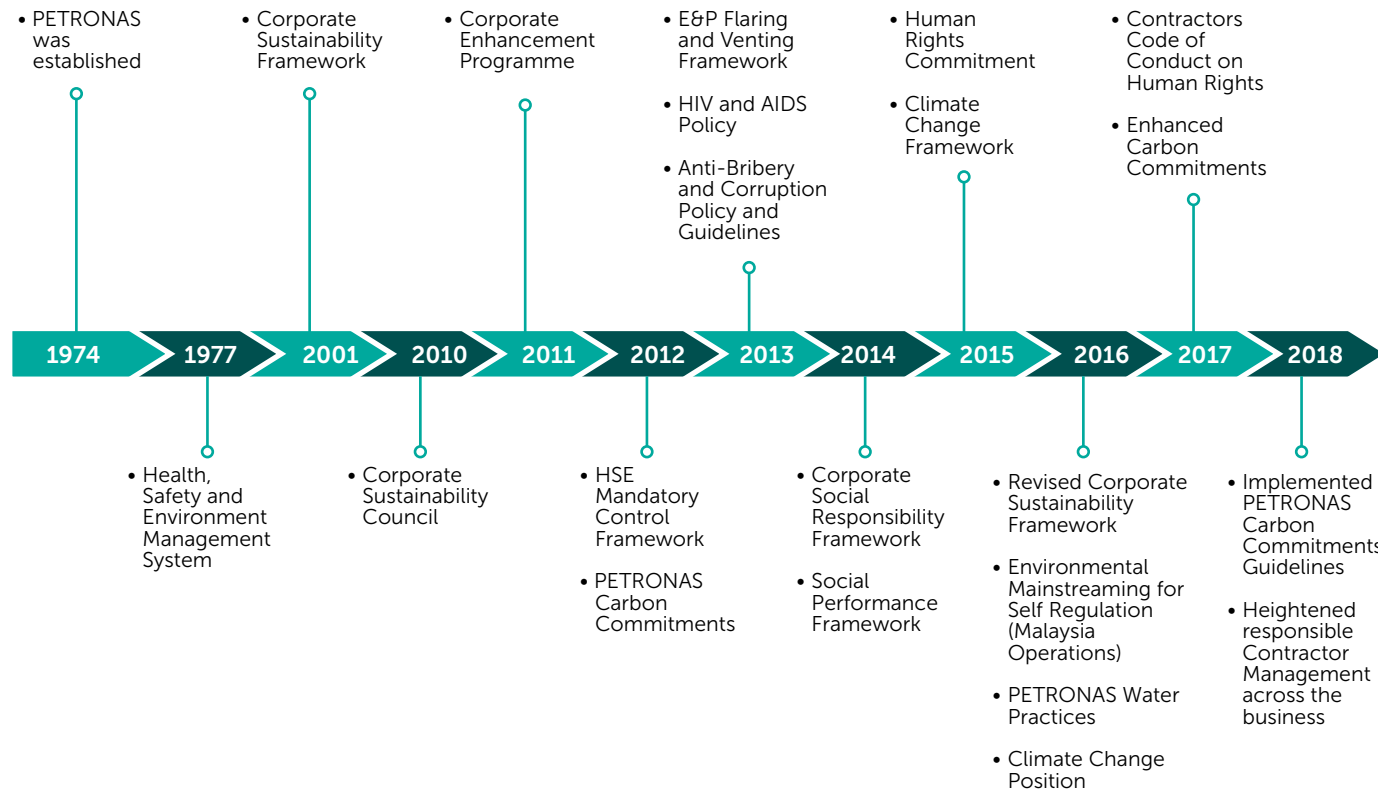 • PETRONAS
was
established
• Corporate
Sustainability
Framework
• Corporate
Enhancement
Programme
• E&P Flaring
and Venting
Framework
• HIV and AIDS
Policy
• Anti-Bribery
and Corruption
Policy and
Guidelines
• Human
Rights
Commitment
• Climate
Change
Framework
• Contractors
Code of
Conduct on
Human Rights
• Enhanced
Carbon
Commitments
1974 1977 2001 2010 2011 2012 2013 2014 2015 2016 2017 2018
• Health,
Safety and
Environment
Management
System
• Corporate
Sustainability
Council
• HSE
Mandatory
Control
Framework
• PETRONAS
Carbon
Commitments
• Corporate
Social
Responsibility
Framework
• Social
Performance
Framework
• Revised Corporate
Sustainability
Framework
• Environmental
Mainstreaming for
Self Regulation
(Malaysia
Operations)
• PETRONAS Water
Practices
• Climate Change
Position
• Implemented
PETRONAS
Carbon
Commitments
Guidelines
• Heightened
responsible
Contractor
Management
across the
business